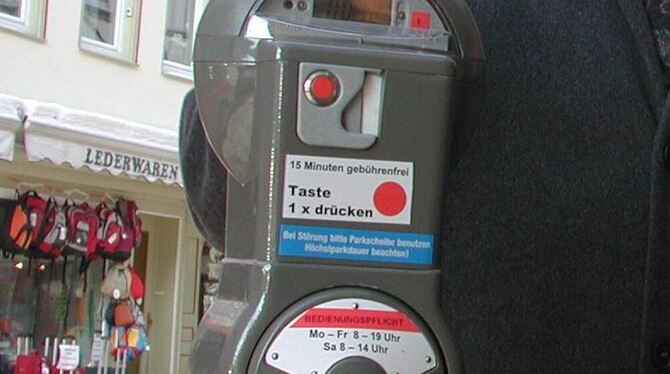 LEDERWAREN
15 Minuten gebührenfrei
Taste
1 x drücken
Bei Störung bitte Parkscheibe benutzen
Höchstparkdauer beachten!
BEDIENUNGSPFLICHT
Mo – Fr 8 – 19 Uhr
Sa 8 – 14 Uhr